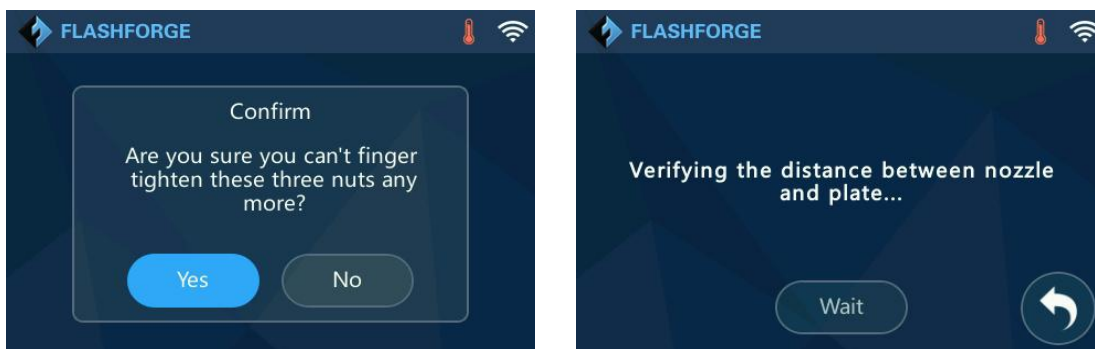 FLASHFORGE
Confirm
Are you sure you can't finger
tighten these three nuts any
more?
Yes
No
FLASHFORGE
Verifying the distance between nozzle
and plate...
Wait